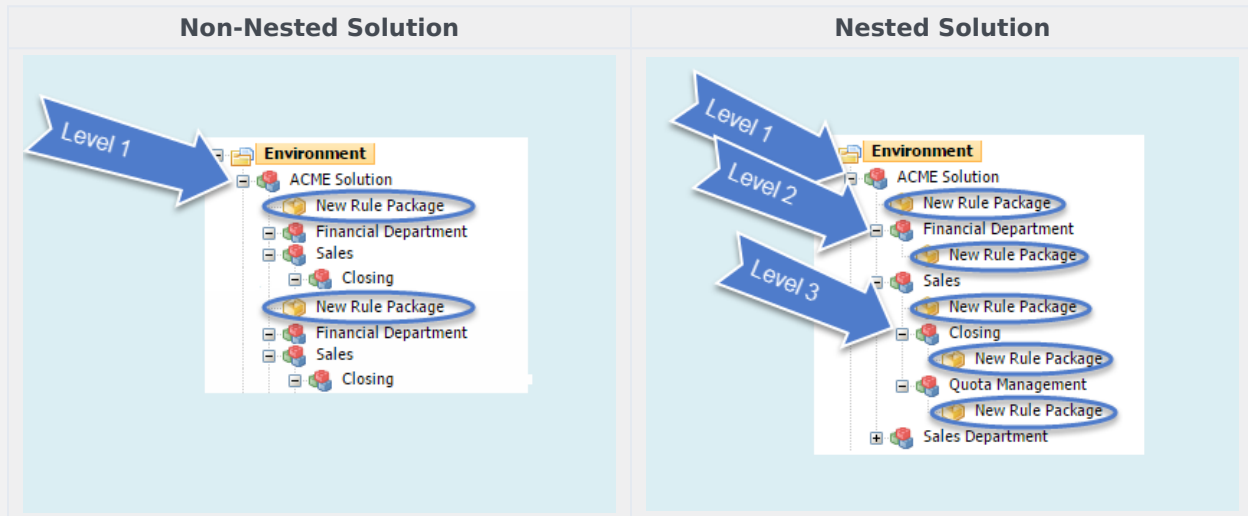 Non-Nested Solution
Level 1
Environment
ACME Solution
New Rule Package
Financial Department
Sales
Closing
New Rule Package
Financial Department
Sales
Closing
Nested Solution
Level 1
Environment
ACME Solution
Level 2
New Rule Package
Financial Department
New Rule Package
Level 3
Sales
New Rule Package
Closing
New Rule Package
Quota Management
New Rule Package
Sales Department